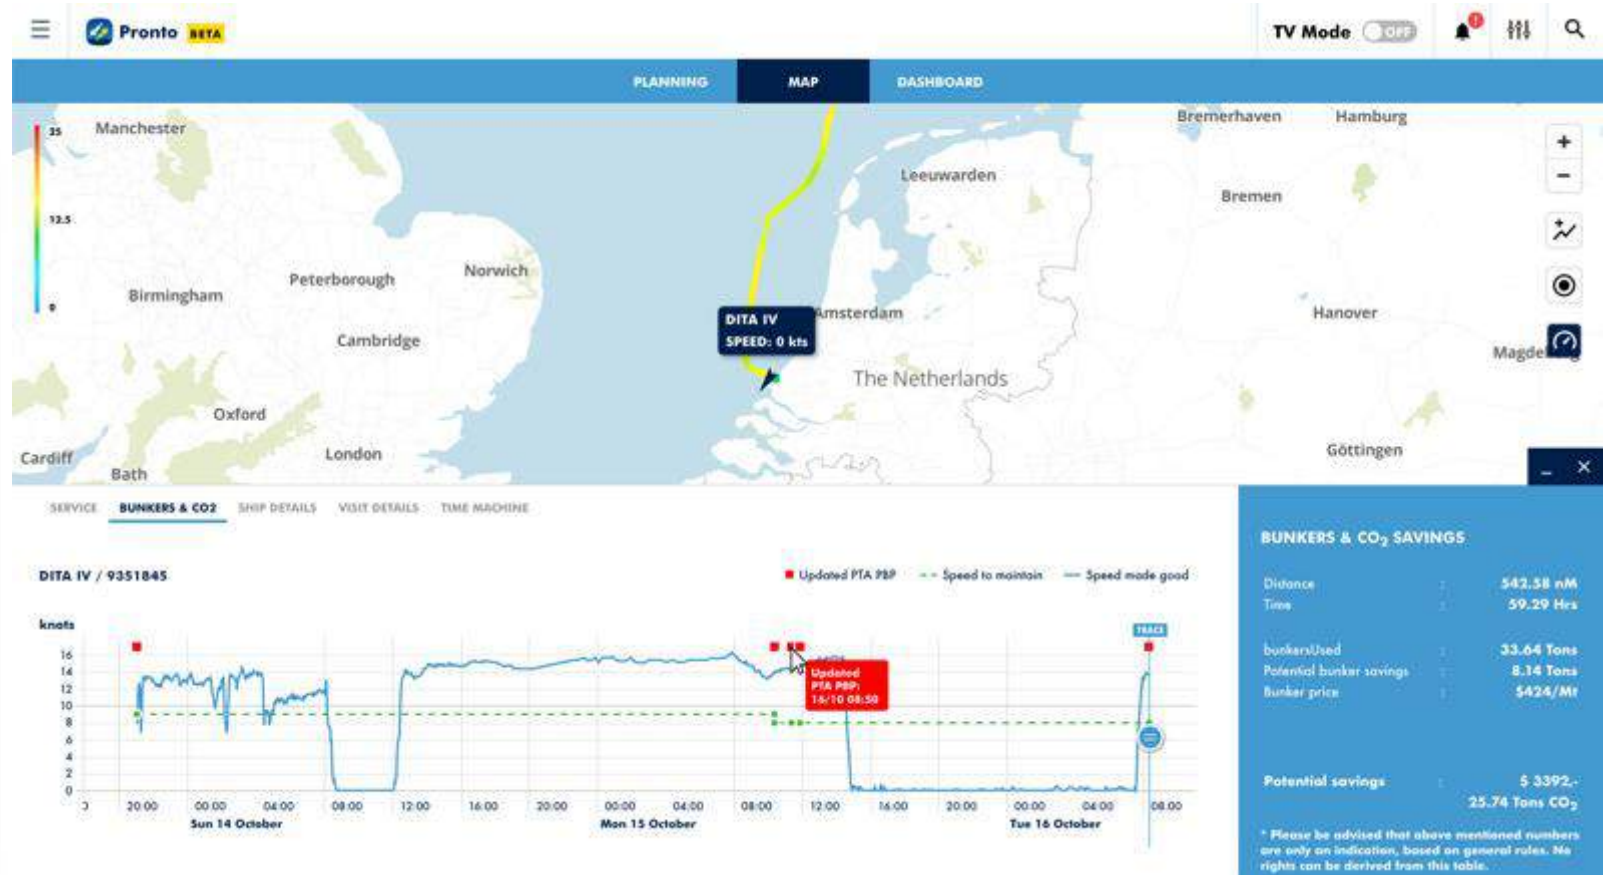 Pronto BETA
TV Mode OFF
PLANNING MAP DASHBOARD
25
12.5
0
Manchester
Bremerhaven
Hamburg
Leeuwarden
Bremen
Norwich
Peterborough
Birmingham
Amsterdam
Hanover
Cambridge
DITA IV
SPEED: 0 kts
The Netherlands
Oxford
Göttingen
London
Cardiff
Bath
SERVICE BUNKERS & CO2 SHIP DETAILS VISIT DETAILS TIME MACHINE
DITA IV / 9351845
Updated PTA PBP Speed to maintain Speed made good
knots
TRACE
16
14
12
10
8
6
4
2
0
Updated
PTA PBP:
16/10 08:50
20:00 00:00 04:00 08:00 12:00 16:00 20:00 00:00 04:00 08:00 12:00 16:00 20:00 00:00 04:00 08:00
Sun 14 October Mon 15 October Tue 16 October
BUNKERS & CO2 SAVINGS
Distance : 542.58 nM
Time : 59.29 Hrs
bunkersUsed : 33.64 Tons
Potential bunker savings : 8.14 Tons
Bunker price : $424/Mt
Potential savings : $ 3392,-
25.74 Tons CO2
* Please be advised that above mentioned numbers
are only an indication, based on general rules. No
rights can be derived from this table.